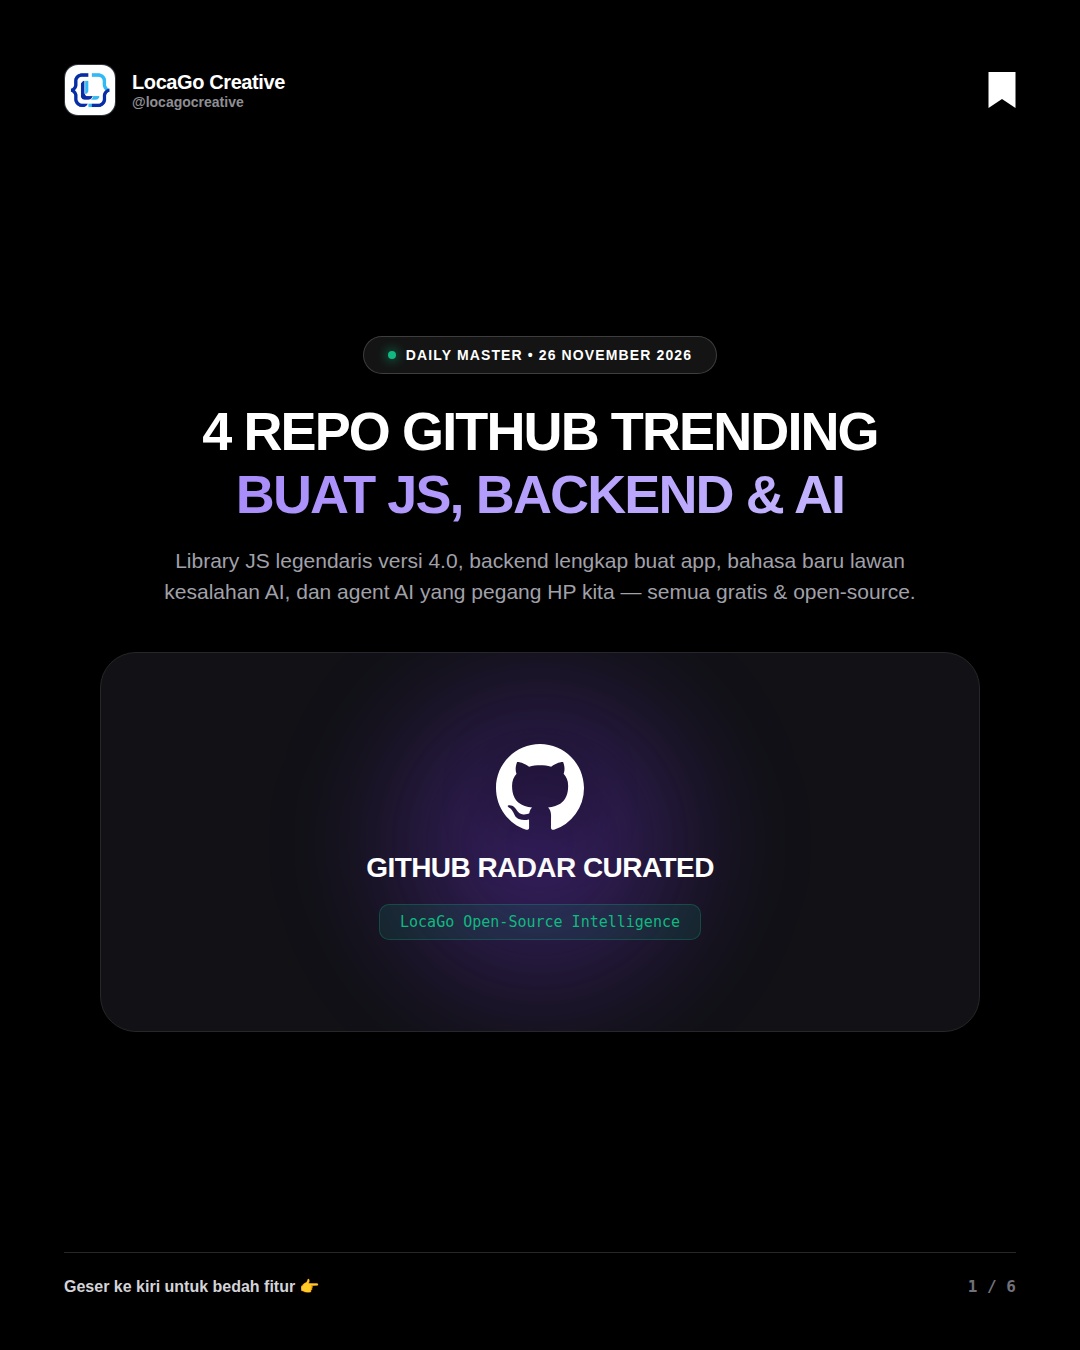 LocaGo Creative
@locagocreative
DAILY MASTER • 26 NOVEMBER 2026
4 REPO GITHUB TRENDING
BUAT JS, BACKEND & AI
Library JS legendaris versi 4.0, backend lengkap buat app, bahasa baru lawan
kesalahan AI, dan agent AI yang pegang HP kita — semua gratis & open-source.
GITHUB RADAR CURATED
LocaGo Open-Source Intelligence
Geser ke kiri untuk bedah fitur 👉
1 / 6